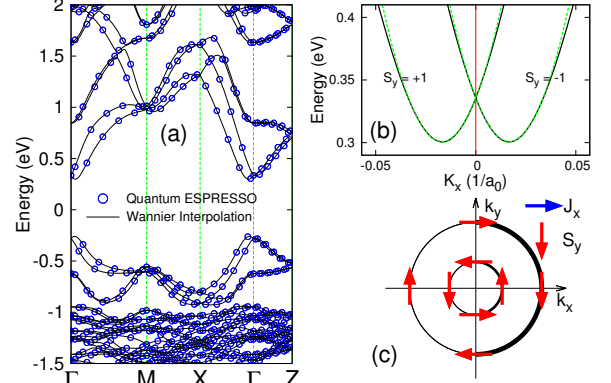 2
1.5
1
0.5
0
-0.5
-1
-1.5
Energy (eV)
(a)
Quantum ESPRESSO
Wannier Interpolation
Γ M X Γ Z
0.4
0.35
0.3
Energy (eV)
S_y = +1
S_y = -1
(b)
-0.05 0 0.05
K_x (1/a_0)
k_y
J_x
S_y
k_x
(c)